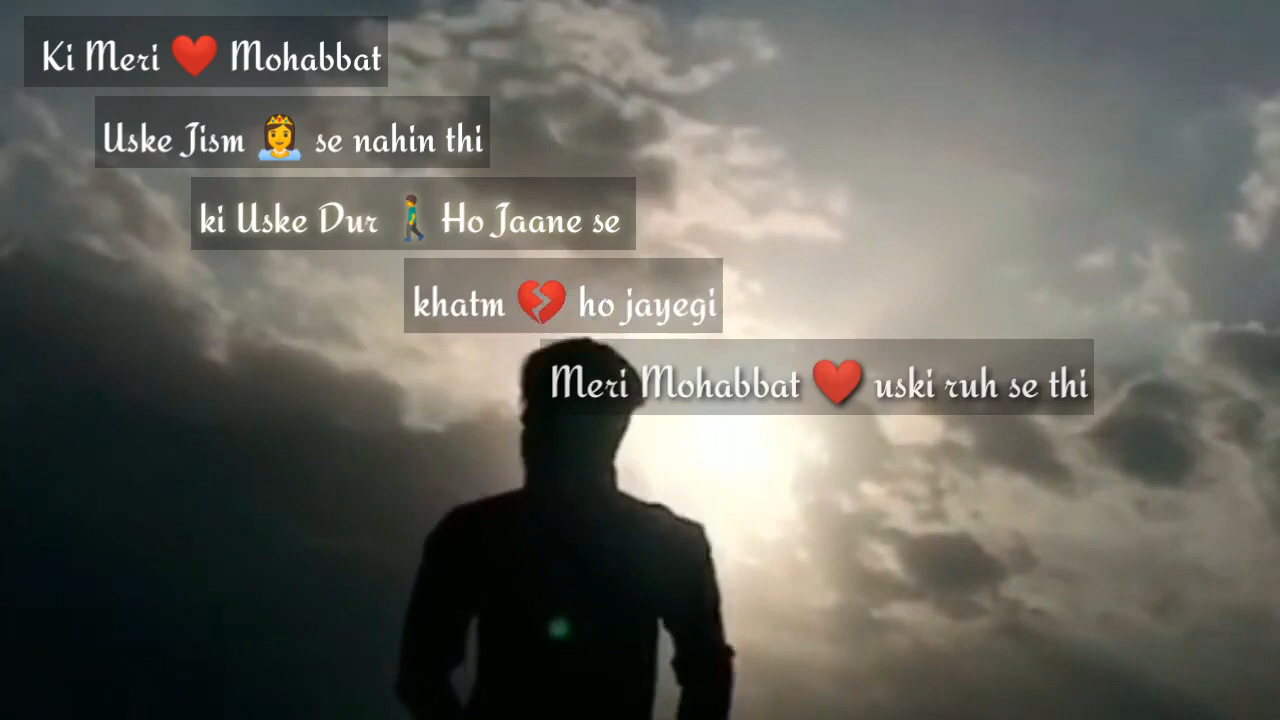 Ki Meri ❤️ Mohabbat
Uske Jism 👸 se nahin thi
ki Uske Dur 🚶‍♂️ Ho Jaane se
khatm 💔 ho jayegi
Meri Mohabbat ❤️ uski ruh se thi